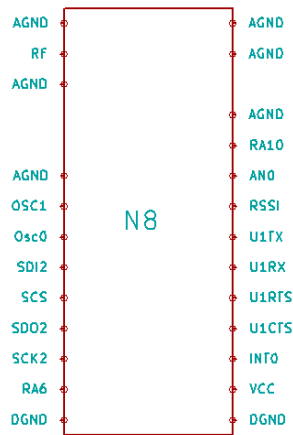 AGND AGND
RF AGND
AGND
AGND
RA10
AGND AN0
OSC1 RSSI
Osc0 U1TX
N8
SDI2 U1RX
SCS U1RTS
SDO2 U1CTS
SCK2 INT0
RA6 VCC
DGND DGND